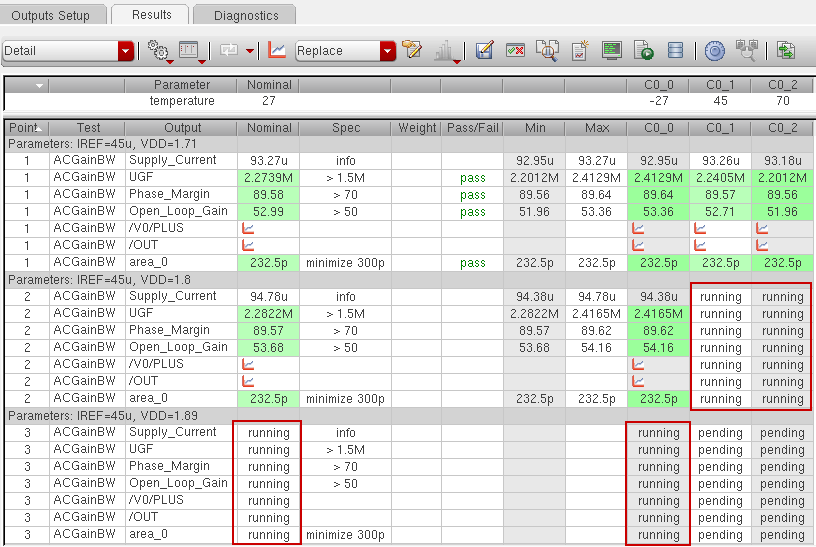 Outputs Setup Results Diagnostics
Detail Replace
Parameter Nominal C0_0 C0_1 C0_2
temperature 27 -27 45 70
Point Test Output Nominal Spec Weight Pass/Fail Min Max C0_0 C0_1 C0_2
Parameters: IREF=45u, VDD=1.71
1 ACGainBW Supply_Current 93.27u info 92.95u 93.27u 92.95u 93.26u 93.18u
1 ACGainBW UGF 2.2739M > 1.5M pass 2.2012M 2.4129M 2.4129M 2.2405M 2.2012M
1 ACGainBW Phase_Margin 89.58 > 70 pass 89.56 89.64 89.64 89.57 89.56
1 ACGainBW Open_Loop_Gain 52.99 > 50 pass 51.96 53.36 53.36 52.71 51.96
1 ACGainBW /V0/PLUS
1 ACGainBW /OUT
1 ACGainBW area_0 232.5p minimize 300p pass 232.5p 232.5p 232.5p 232.5p 232.5p
Parameters: IREF=45u, VDD=1.8
2 ACGainBW Supply_Current 94.78u info 94.38u 94.78u 94.38u running running
2 ACGainBW UGF 2.2822M > 1.5M 2.2822M 2.4165M 2.4165M running running
2 ACGainBW Phase_Margin 89.57 > 70 89.57 89.62 89.62 running running
2 ACGainBW Open_Loop_Gain 53.68 > 50 53.68 54.16 54.16 running running
2 ACGainBW /V0/PLUS running running
2 ACGainBW /OUT running running
2 ACGainBW area_0 232.5p minimize 300p 232.5p 232.5p 232.5p running running
Parameters: IREF=45u, VDD=1.89
3 ACGainBW Supply_Current running info running pending pending
3 ACGainBW UGF running > 1.5M running pending pending
3 ACGainBW Phase_Margin running > 70 running pending pending
3 ACGainBW Open_Loop_Gain running > 50 running pending pending
3 ACGainBW /V0/PLUS running running pending pending
3 ACGainBW /OUT running running pending pending
3 ACGainBW area_0 running minimize 300p running pending pending